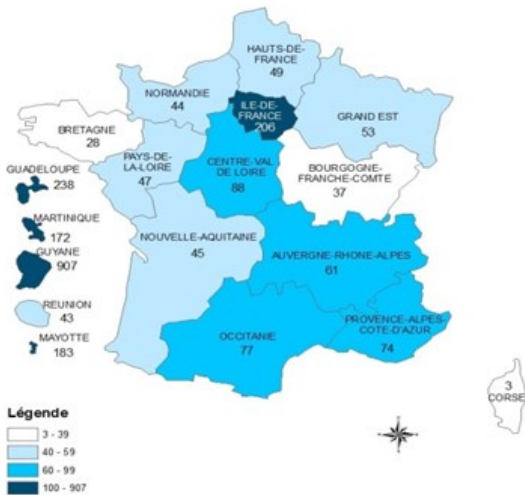 HAUTS-DE-
FRANCE
49
NORMANDIE
44
ILE-DE-
FRANCE
206
GRAND EST
53
BRETAGNE
28
PAYS-DE-
LA-LOIRE
47
CENTRE-VAL
DE LOIRE
88
BOURGOGNE-
FRANCHE-COMTE
37
GUADELOUPE
238
MARTINIQUE
172
GUYANE
907
NOUVELLE-AQUITAINE
45
AUVERGNE-RHONE-ALPES
61
REUNION
43
MAYOTTE
183
OCCITANIE
77
PROVENCE-ALPES-
COTE-D'AZUR
74
3
CORSE
Légende
3 - 39
40 - 59
60 - 99
100 - 907